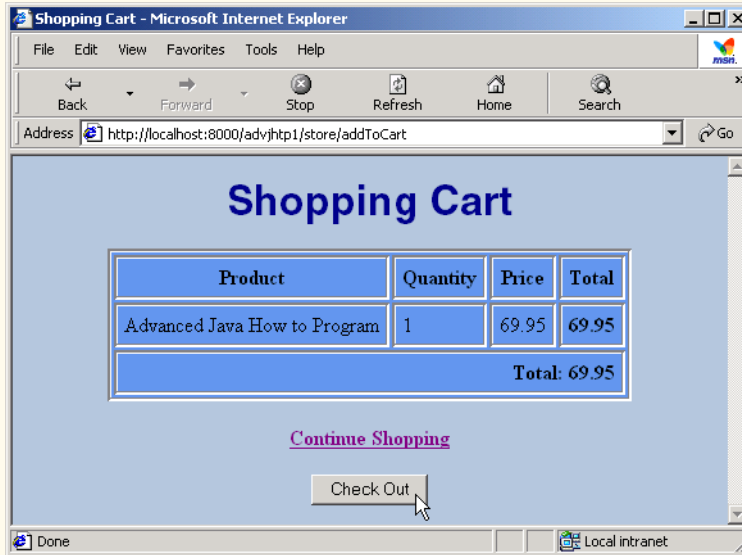 Shopping Cart - Microsoft Internet Explorer
File Edit View Favorites Tools Help
msn.
Back Forward Stop Refresh Home Search
Address http://localhost:8000/advjhtp1/store/addToCart Go
Shopping Cart
Product Quantity Price Total
Advanced Java How to Program 1 69.95 69.95
Total: 69.95
Continue Shopping
Check Out
Done Local intranet